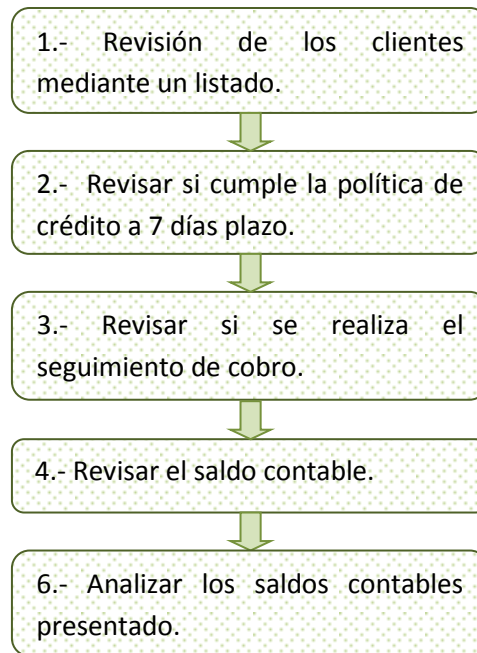 1.- Revisión de los clientes
mediante un listado.
2.- Revisar si cumple la política de
crédito a 7 días plazo.
3.- Revisar si se realiza el
seguimiento de cobro.
4.- Revisar el saldo contable.
6.- Analizar los saldos contables
presentado.